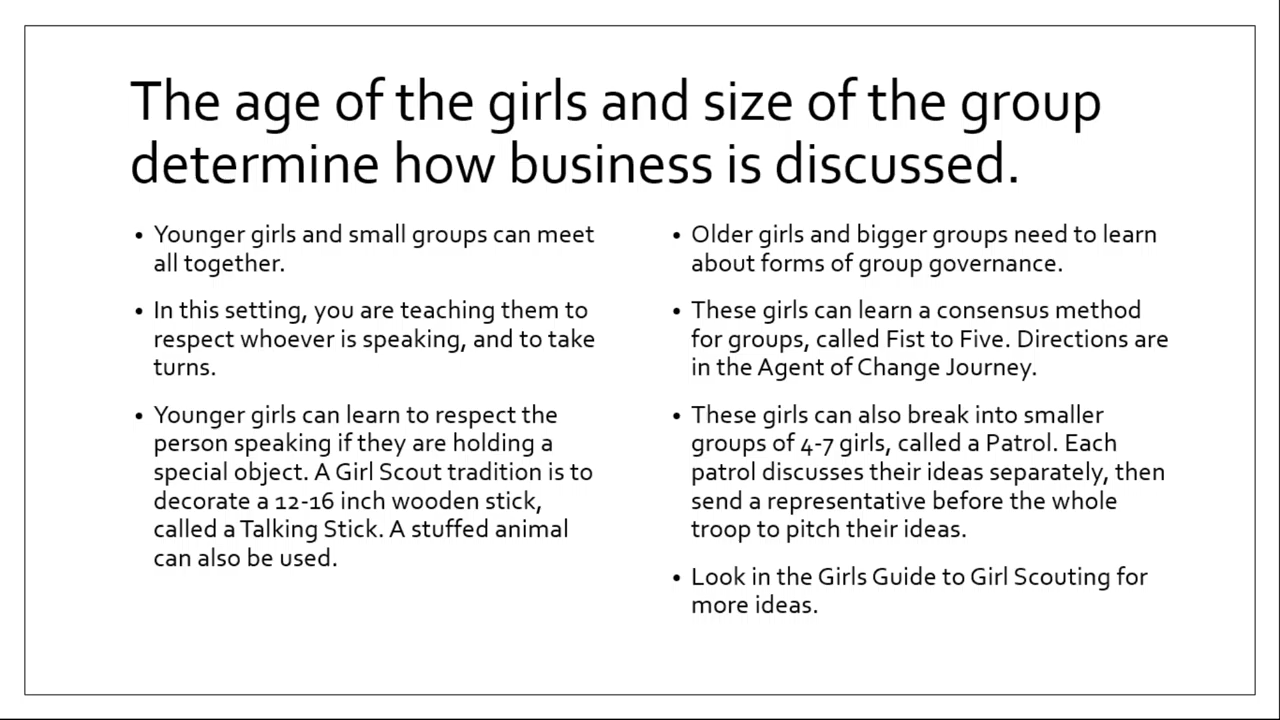 The age of the girls and size of the group
determine how business is discussed.
• Younger girls and small groups can meet
all together.
• In this setting, you are teaching them to
respect whoever is speaking, and to take
turns.
• Younger girls can learn to respect the
person speaking if they are holding a
special object. A Girl Scout tradition is to
decorate a 12-16 inch wooden stick,
called a Talking Stick. A stuffed animal
can also be used.
• Older girls and bigger groups need to learn
about forms of group governance.
• These girls can learn a consensus method
for groups, called Fist to Five. Directions are
in the Agent of Change Journey.
• These girls can also break into smaller
groups of 4-7 girls, called a Patrol. Each
patrol discusses their ideas separately, then
send a representative before the whole
troop to pitch their ideas.
• Look in the Girls Guide to Girl Scouting for
more ideas.